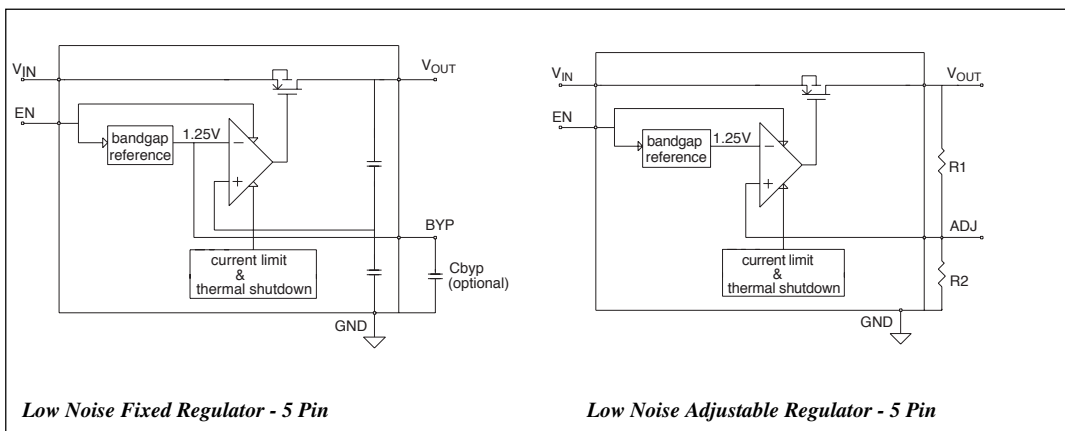 VIN
VOUT
EN
bandgap
reference
1.25V
−
+
BYP
current limit
&
thermal shutdown
Cbyp
(optional)
GND
Low Noise Fixed Regulator - 5 Pin
VIN
VOUT
EN
bandgap
reference
1.25V
−
+
R1
ADJ
current limit
&
thermal shutdown
R2
GND
Low Noise Adjustable Regulator - 5 Pin